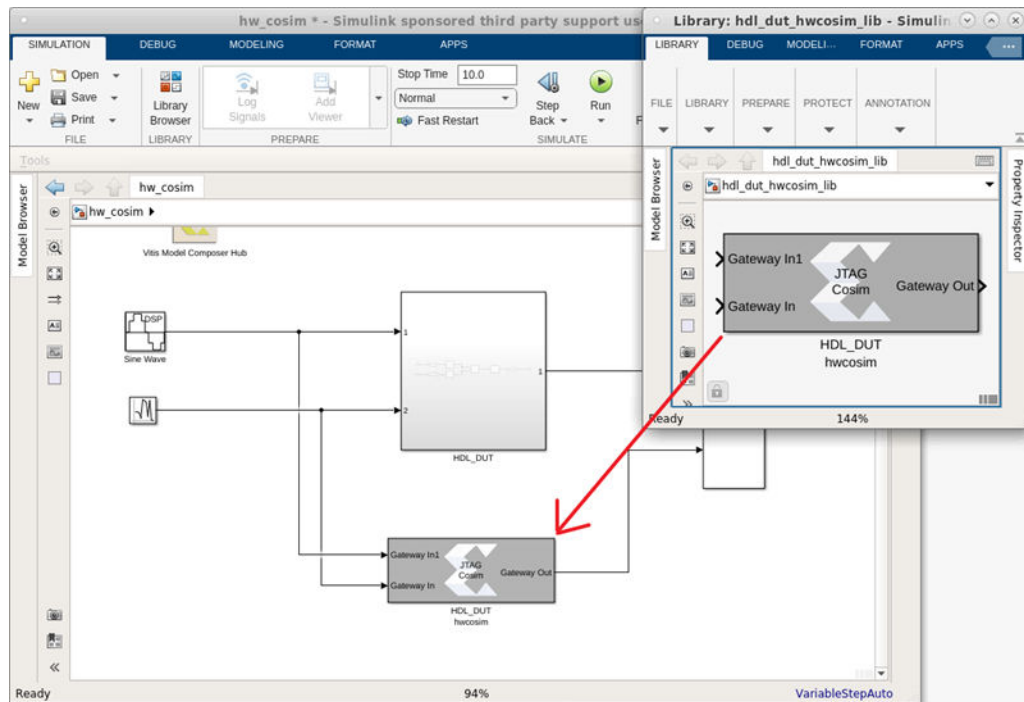 hw_cosim * - Simulink sponsored third party support us
SIMULATION DEBUG MODELING FORMAT APPS
New
Open
Save
Print
FILE
Library
Browser
LIBRARY
Log
Signals
Add
Viewer
PREPARE
Stop Time 10.0
Normal
Fast Restart
Step
Back
Run
F
SIMULATE
Tools
Model Browser
hw_cosim
hw_cosim
Vitis Model Composer Hub
DSP
Sine Wave
1
2
1
HDL_DUT
Gateway In1
Gateway In
JTAG
Cosim
Gateway Out
HDL_DUT
hwcosim
Ready 94% VariableStepAuto
Library: hdl_dut_hwcosim_lib - Simulin
LIBRARY DEBUG MODELI... FORMAT APPS
FILE LIBRARY PREPARE PROTECT ANNOTATION
Model Browser
hdl_dut_hwcosim_lib
hdl_dut_hwcosim_lib
Property Inspector
Gateway In1
Gateway In
JTAG
Cosim
Gateway Out
HDL_DUT
hwcosim
Ready 144%